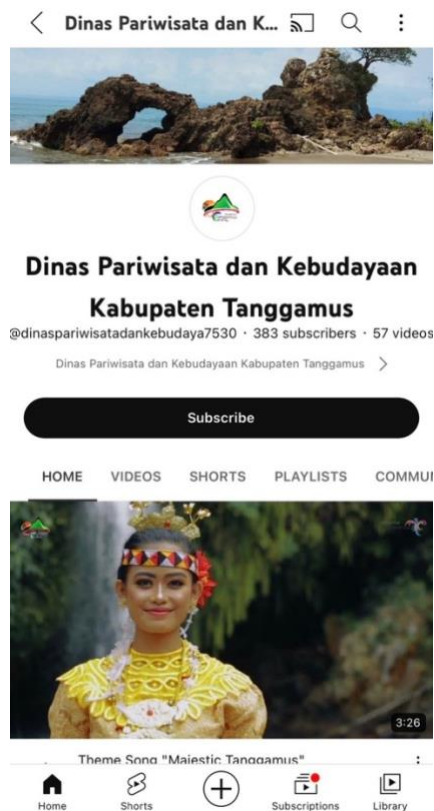 Dinas Pariwisata dan K...
Dinas Pariwisata dan Kebudayaan
Kabupaten Tanggamus
@dinaspariwisatadankebudaya7530 · 383 subscribers · 57 videos
Dinas Pariwisata dan Kebudayaan Kabupaten Tanggamus
Subscribe
HOME VIDEOS SHORTS PLAYLISTS COMMUI
3:26
Theme Song "Majestic Tanggamus"
Home Shorts Subscriptions Library